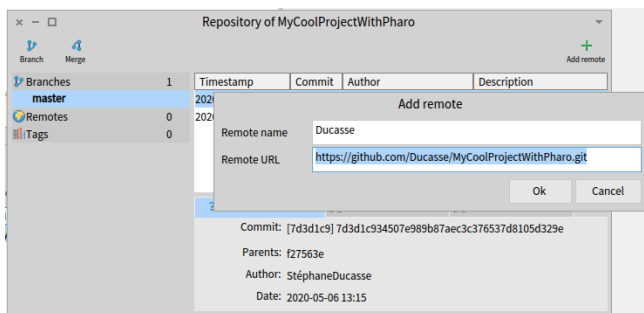 Repository of MyCoolProjectWithPharo
Branch Merge Add remote
Branches 1
master
Remotes 0
Tags 0
Timestamp Commit Author Description
202
202
Add remote
Remote name Ducasse
Remote URL https://github.com/Ducasse/MyCoolProjectWithPharo.git
Ok Cancel
Commit: [7d3d1c9] 7d3d1c934507e989b87aec3c376537d8105d329e
Parents: f27563e
Author: StéphaneDucasse
Date: 2020-05-06 13:15